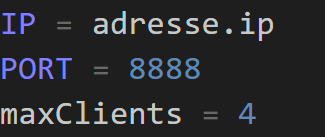 IP = adresse.ip
PORT = 8888
maxClients = 4